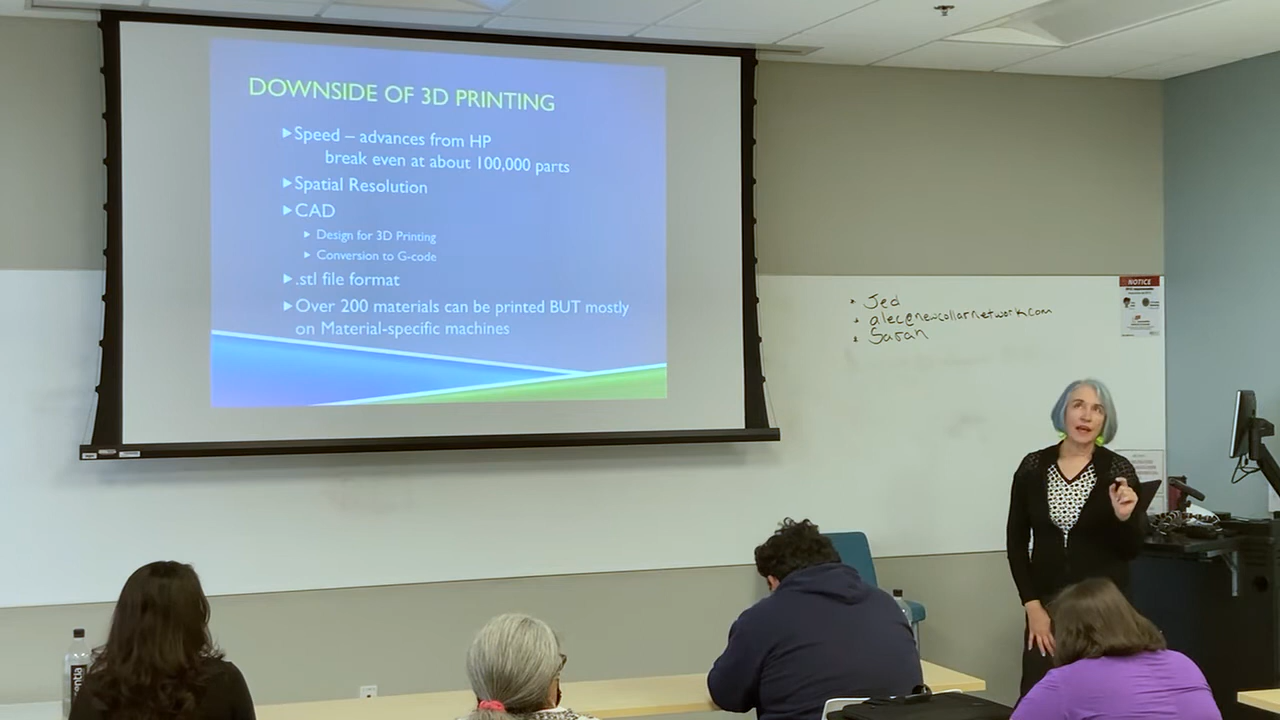 DOWNSIDE OF 3D PRINTING
▶Speed – advances from HP
break even at about 100,000 parts
▶Spatial Resolution
▶CAD
▶ Design for 3D Printing
▶ Conversion to G-code
▶.stl file format
▶Over 200 materials can be printed BUT mostly
on Material-specific machines
• Jed
• alec@newcollarnetwork.com
• Sarah
NOTICE